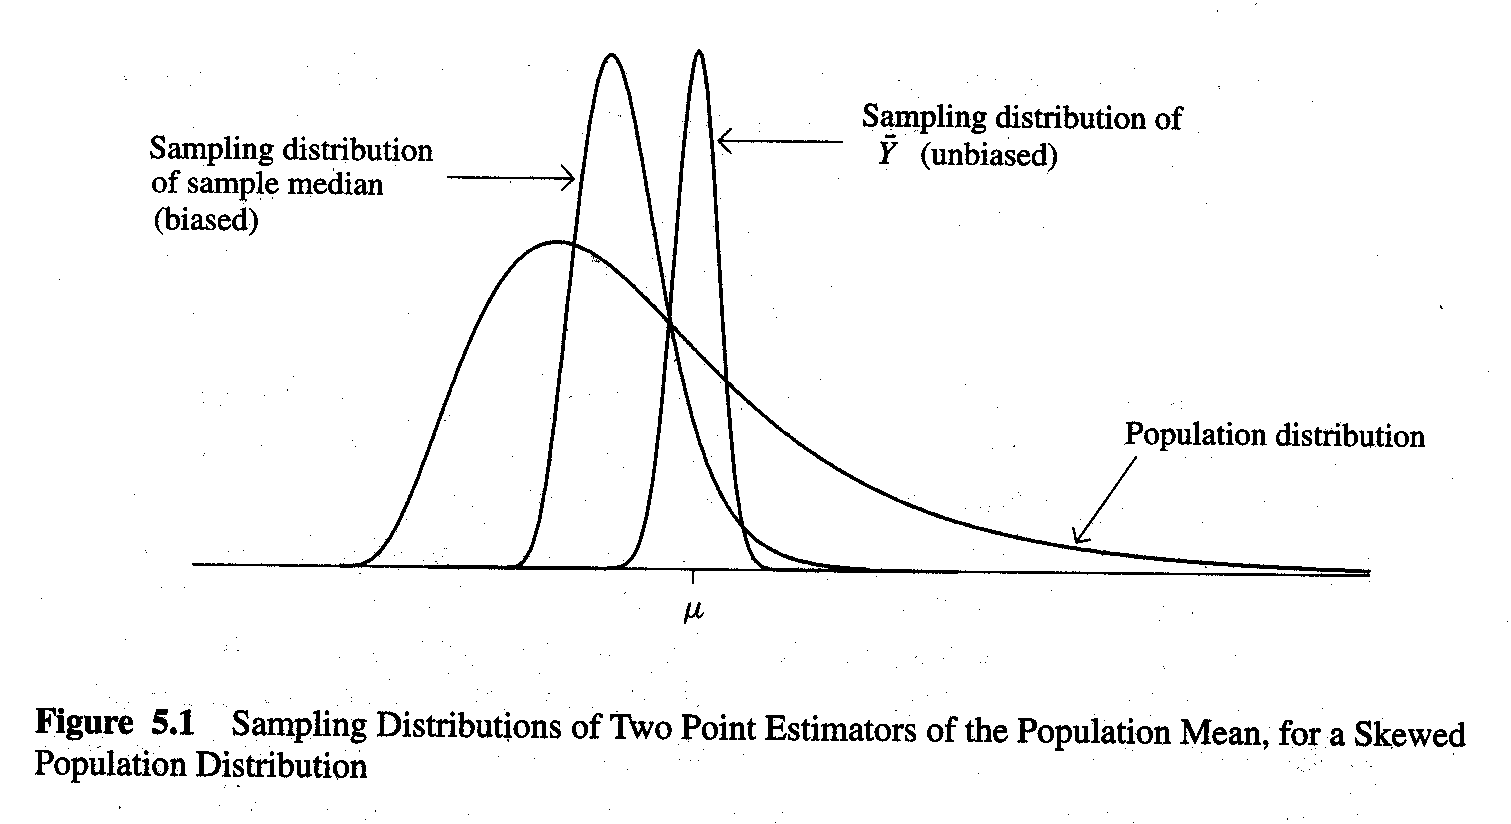 Sampling distribution
of sample median
(biased)
Sampling distribution of
Ȳ (unbiased)
Population distribution
μ
Figure 5.1 Sampling Distributions of Two Point Estimators of the Population Mean, for a Skewed
Population Distribution